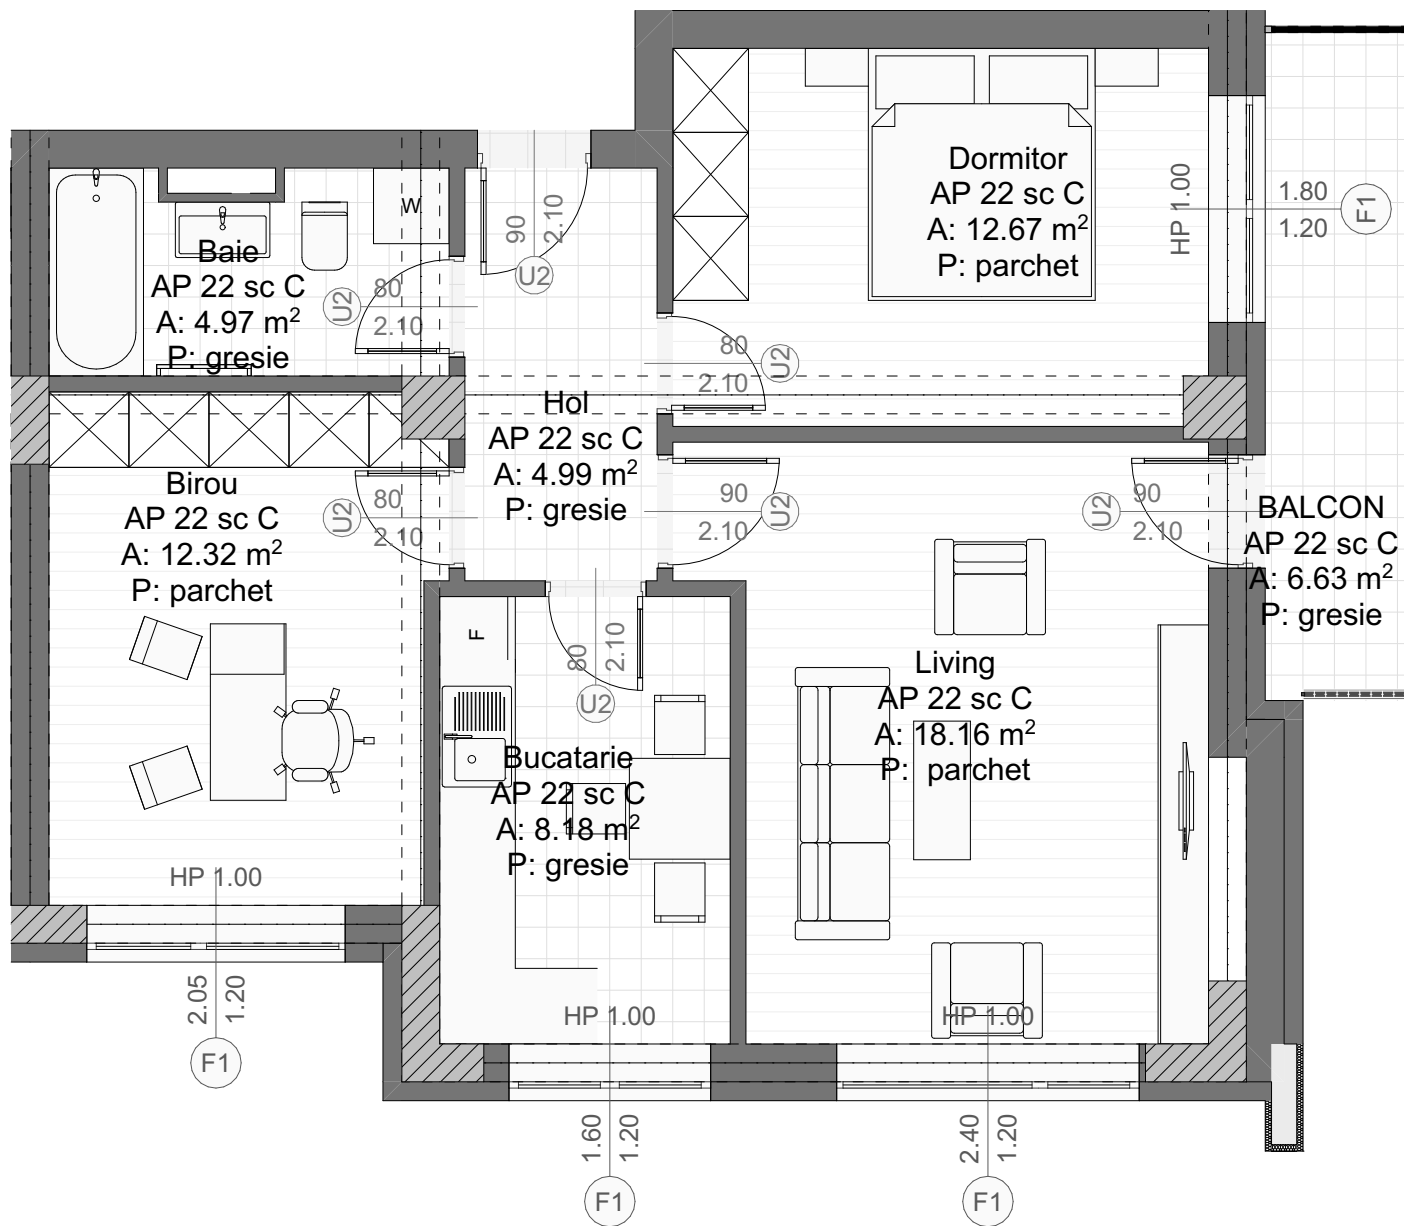 Dormitor
AP 22 sc C
A: 12.67 m²
P: parchet
HP 1.00
1.80
1.20
F1
90
2.10
U2
W
Baie
AP 22 sc C
A: 4.97 m²
P: gresie
80
2.10
U2
80
2.10
U2
Hol
AP 22 sc C
A: 4.99 m²
P: gresie
Birou
AP 22 sc C
A: 12.32 m²
P: parchet
80
2.10
U2
90
2.10
U2
90
2.10
U2
BALCON
AP 22 sc C
A: 6.63 m²
P: gresie
F
80
2.10
U2
Living
AP 22 sc C
A: 18.16 m²
P: parchet
Bucatarie
AP 22 sc C
A: 8.18 m²
P: gresie
HP 1.00
2.05
1.20
F1
HP 1.00
1.60
1.20
F1
HP 1.00
2.40
1.20
F1